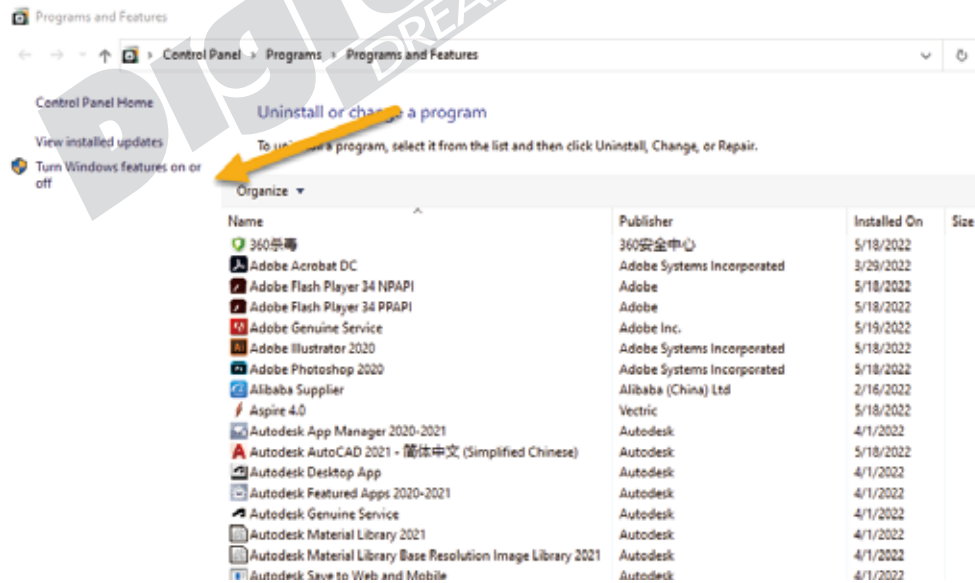 Programs and Features
Control Panel › Programs › Programs and Features
Control Panel Home
View installed updates
Turn Windows features on or
off
Uninstall or change a program
To uninstall a program, select it from the list and then click Uninstall, Change, or Repair.
Organize
Name Publisher Installed On Size
360杀毒 360安全中心 5/18/2022
Adobe Acrobat DC Adobe Systems Incorporated 3/29/2022
Adobe Flash Player 34 NPAPI Adobe 5/18/2022
Adobe Flash Player 34 PPAPI Adobe 5/18/2022
Adobe Genuine Service Adobe Inc. 5/19/2022
Adobe Illustrator 2020 Adobe Systems Incorporated 5/18/2022
Adobe Photoshop 2020 Adobe Systems Incorporated 5/18/2022
Alibaba Supplier Alibaba (China) Ltd 2/16/2022
Aspire 4.0 Vectric 5/18/2022
Autodesk App Manager 2020-2021 Autodesk 4/1/2022
Autodesk AutoCAD 2021 - 简体中文 (Simplified Chinese) Autodesk 5/18/2022
Autodesk Desktop App Autodesk 4/1/2022
Autodesk Featured Apps 2020-2021 Autodesk 4/1/2022
Autodesk Genuine Service Autodesk 4/1/2022
Autodesk Material Library 2021 Autodesk 4/1/2022
Autodesk Material Library Base Resolution Image Library 2021 Autodesk 4/1/2022
Autodesk Save to Web and Mobile Autodesk 4/1/2022